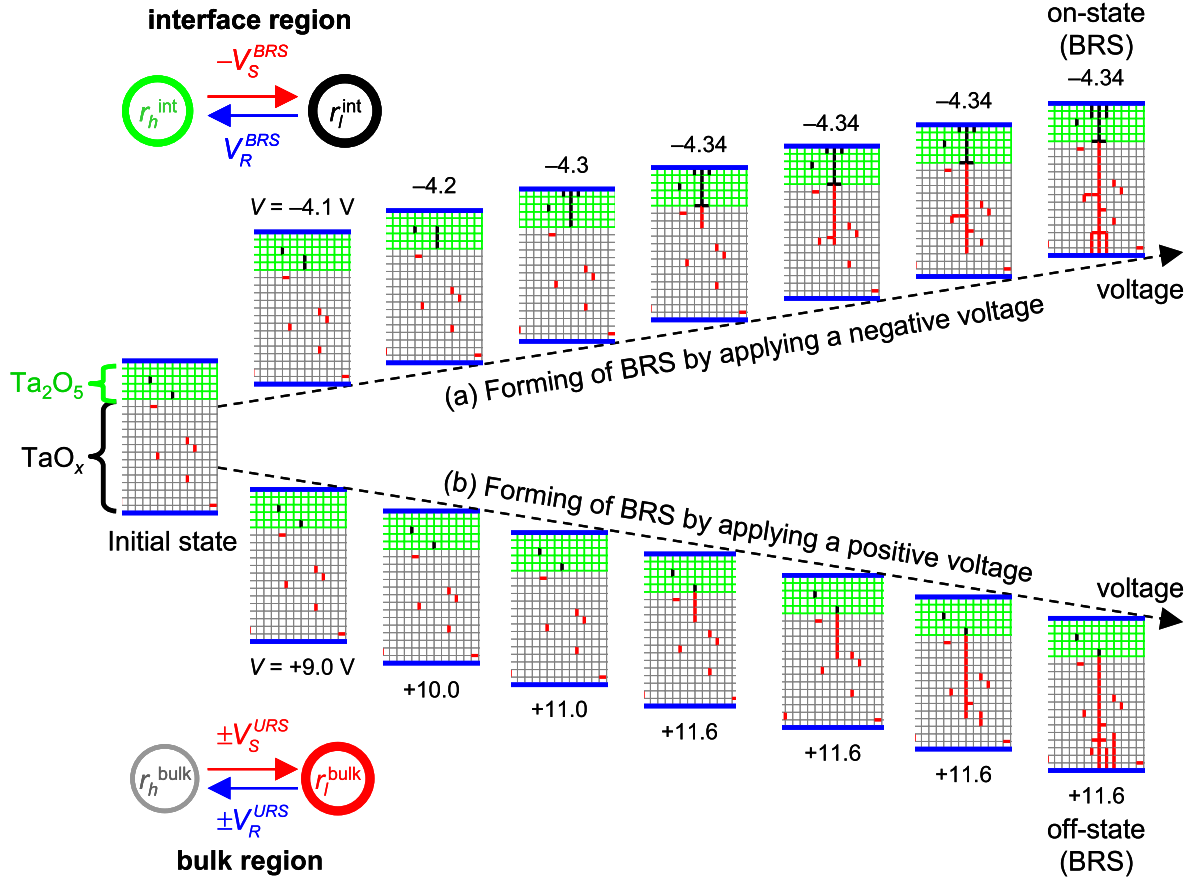 interface region
−V_S^BRS
r_h^int
r_l^int
V_R^BRS
on-state
(BRS)
−4.34
−4.34
−4.34
−4.34
−4.3
−4.2
V = −4.1 V
voltage
(a) Forming of BRS by applying a negative voltage
Ta2O5
TaOx
Initial state
(b) Forming of BRS by applying a positive voltage
voltage
V = +9.0 V
+10.0
+11.0
+11.6
+11.6
+11.6
+11.6
off-state
(BRS)
±V_S^URS
r_h^bulk
r_l^bulk
±V_R^URS
bulk region